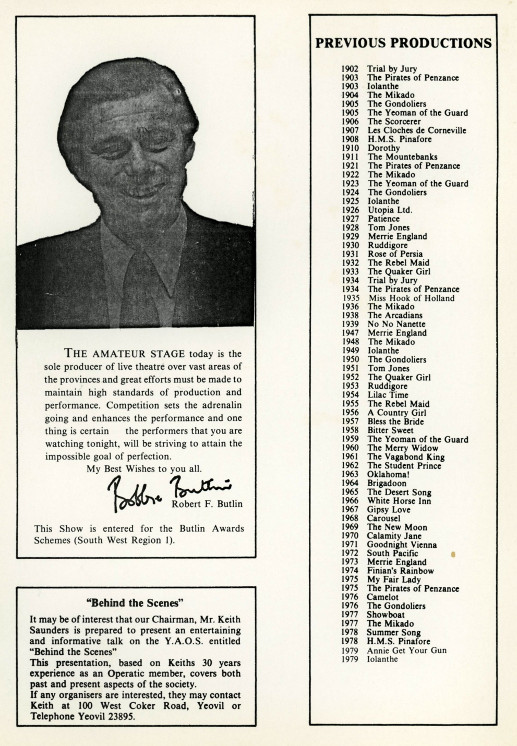 THE AMATEUR STAGE today is the
sole producer of live theatre over vast areas of
the provinces and great efforts must be made to
maintain high standards of production and
performance. Competition sets the adrenalin
going and enhances the performance and one
thing is certain the performers that you are
watching tonight, will be striving to attain the
impossible goal of perfection.
My Best Wishes to you all.
Bobbie Butlin
Robert F. Butlin
This Show is entered for the Butlin Awards
Schemes (South West Region 1).
"Behind the Scenes"
It may be of interest that our Chairman, Mr. Keith
Saunders is prepared to present an entertaining
and informative talk on the Y.A.O.S. entitled
"Behind the Scenes"
This presentation, based on Keiths 30 years
experience as an Operatic member, covers both
past and present aspects of the society.
If any organisers are interested, they may contact
Keith at 100 West Coker Road, Yeovil or
Telephone Yeovil 23895.
PREVIOUS PRODUCTIONS
1902 Trial by Jury
1903 The Pirates of Penzance
1903 Iolanthe
1904 The Mikado
1905 The Gondoliers
1905 The Yeoman of the Guard
1906 The Scorcerer
1907 Les Cloches de Corneville
1908 H.M.S. Pinafore
1910 Dorothy
1911 The Mountebanks
1921 The Pirates of Penzance
1922 The Mikado
1923 The Yeoman of the Guard
1924 The Gondoliers
1925 Iolanthe
1926 Utopia Ltd.
1927 Patience
1928 Tom Jones
1929 Merrie England
1930 Ruddigore
1931 Rose of Persia
1932 The Rebel Maid
1933 The Quaker Girl
1934 Trial by Jury
1934 The Pirates of Penzance
1935 Miss Hook of Holland
1936 The Mikado
1938 The Arcadians
1939 No No Nanette
1947 Merrie England
1948 The Mikado
1949 Iolanthe
1950 The Gondoliers
1951 Tom Jones
1952 The Quaker Girl
1953 Ruddigore
1954 Lilac Time
1955 The Rebel Maid
1956 A Country Girl
1957 Bless the Bride
1958 Bitter Sweet
1959 The Yeoman of the Guard
1960 The Merry Widow
1961 The Vagabond King
1962 The Student Prince
1963 Oklahoma!
1964 Brigadoon
1965 The Desert Song
1966 White Horse Inn
1967 Gipsy Love
1968 Carousel
1969 The New Moon
1970 Calamity Jane
1971 Goodnight Vienna
1972 South Pacific
1973 Merrie England
1974 Finian's Rainbow
1975 My Fair Lady
1975 The Pirates of Penzance
1976 Camelot
1976 The Gondoliers
1977 Showboat
1977 The Mikado
1978 Summer Song
1978 H.M.S. Pinafore
1979 Annie Get Your Gun
1979 Iolanthe